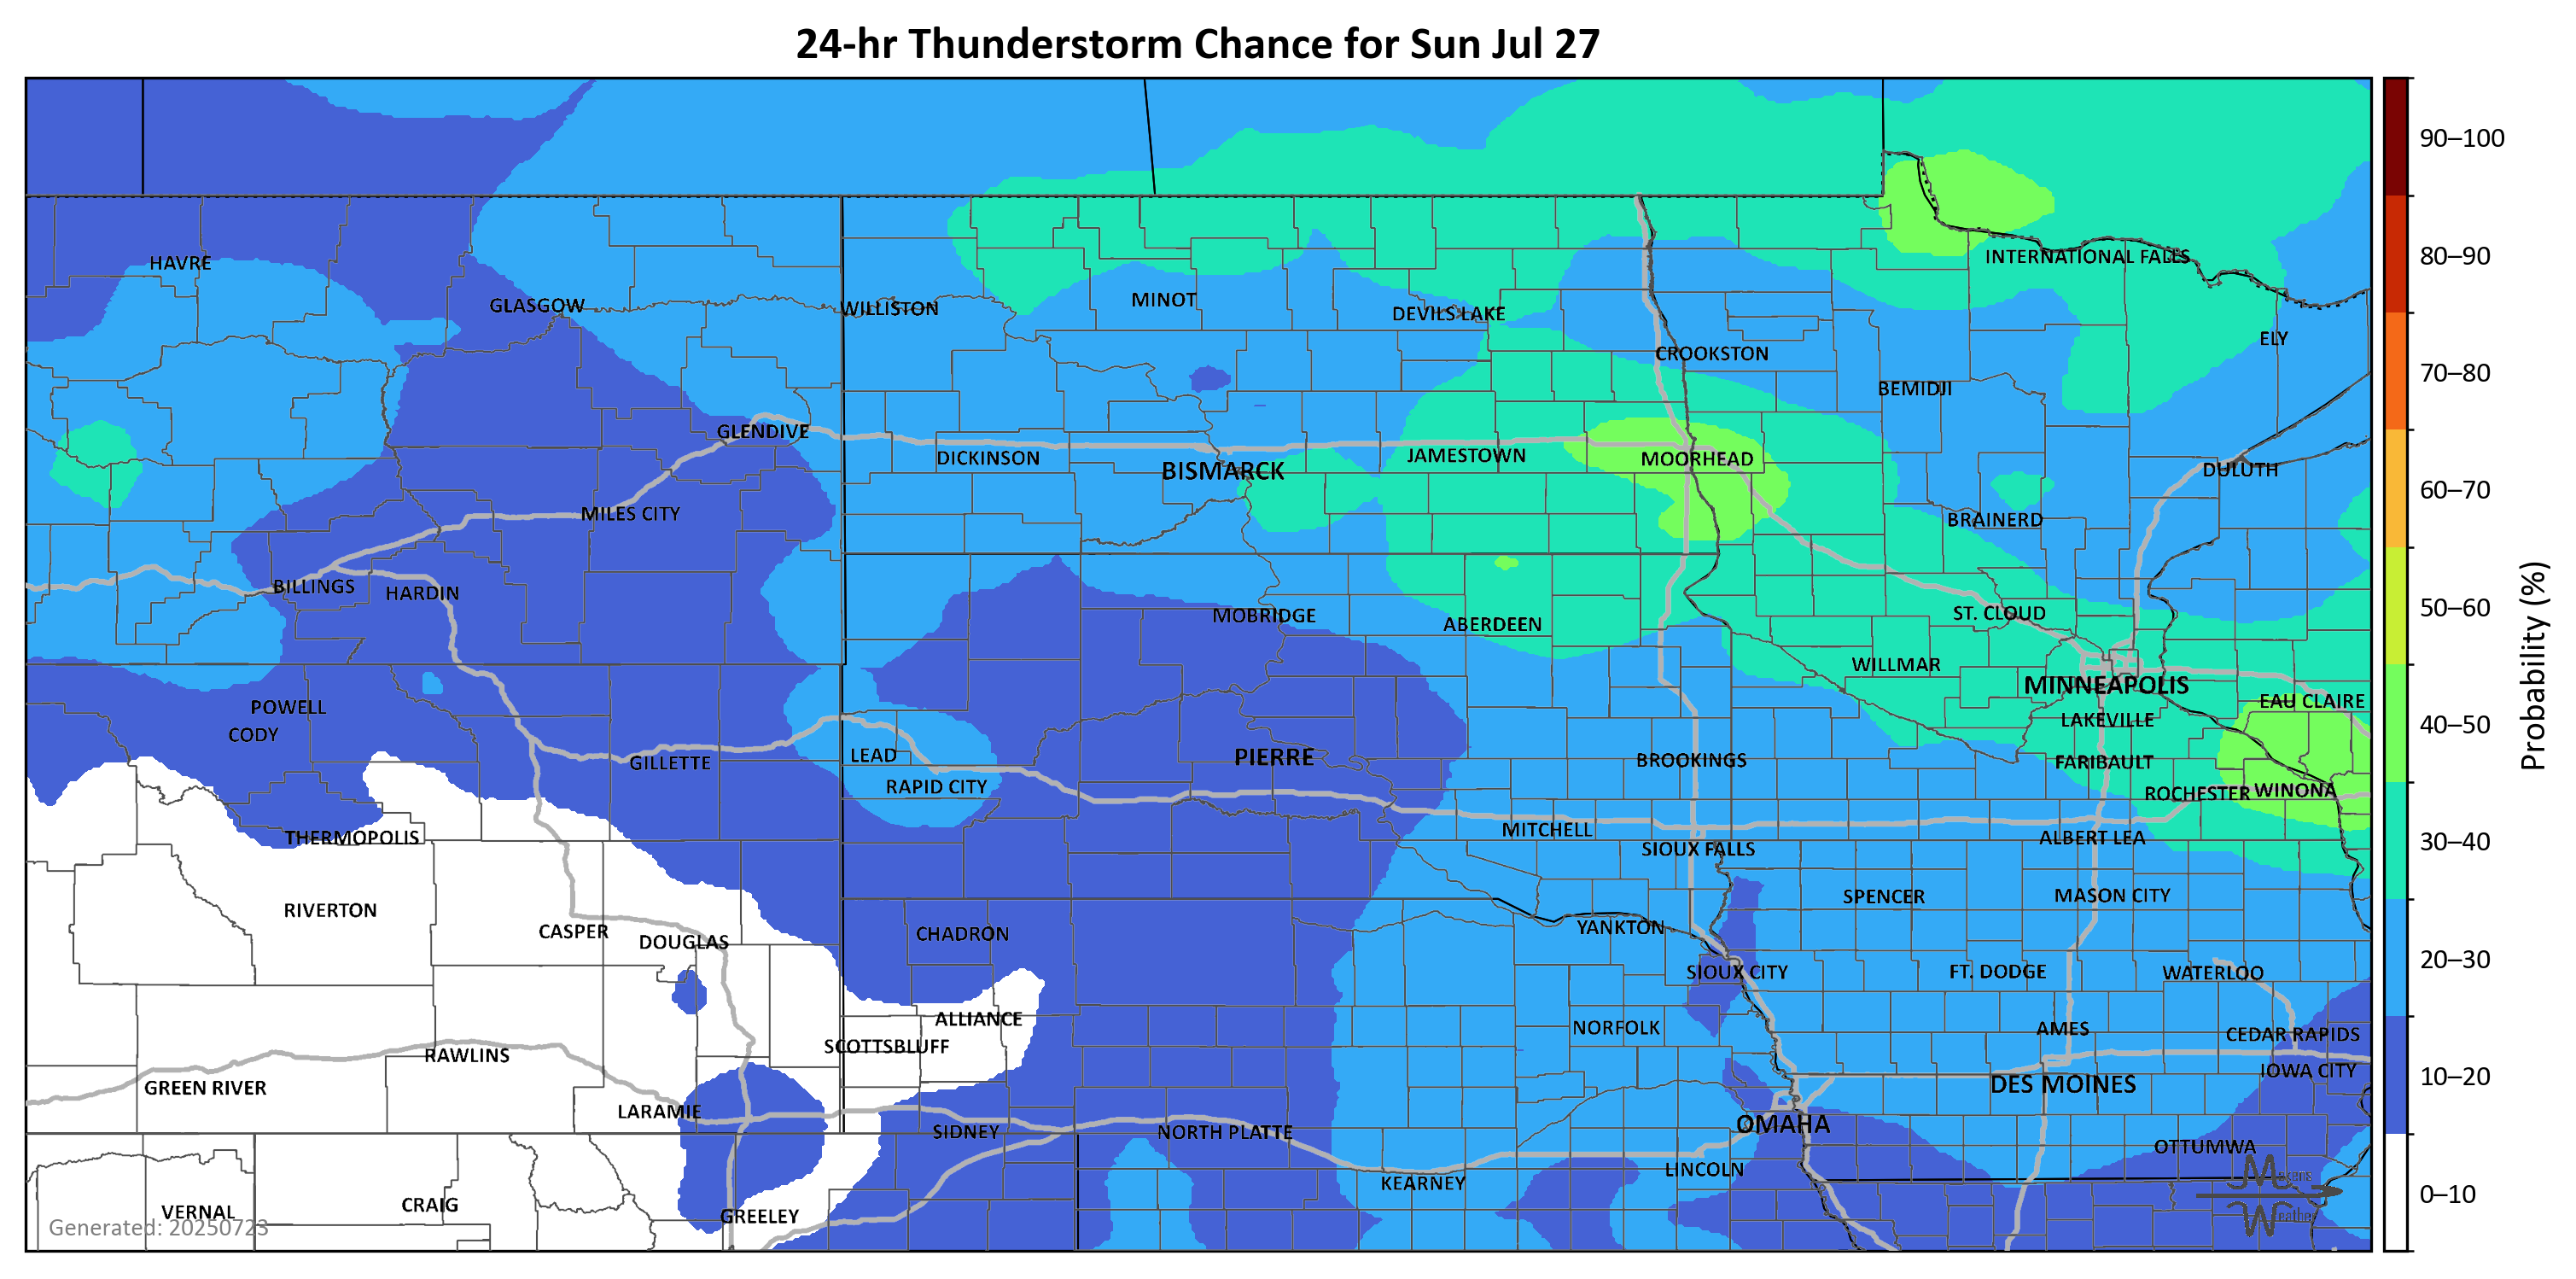 24-hr Thunderstorm Chance for Sun Jul 27
90–100
80–90
70–80
60–70
50–60
40–50
30–40
20–30
10–20
0–10
Probability (%)
HAVRE
GLASGOW
WILLISTON
MINOT
DEVILS LAKE
INTERNATIONAL FALLS
ELY
CROOKSTON
BEMIDJI
GLENDIVE
DICKINSON
BISMARCK
JAMESTOWN
MOORHEAD
DULUTH
MILES CITY
BRAINERD
BILLINGS
HARDIN
MOBRIDGE
ABERDEEN
ST. CLOUD
WILLMAR
MINNEAPOLIS
EAU CLAIRE
POWELL
CODY
LAKEVILLE
GILLETTE
LEAD
RAPID CITY
PIERRE
BROOKINGS
FARIBAULT
ROCHESTER
WINONA
THERMOPOLIS
MITCHELL
SIOUX FALLS
ALBERT LEA
RIVERTON
CASPER
DOUGLAS
CHADRON
YANKTON
SPENCER
MASON CITY
SIOUX CITY
FT. DODGE
WATERLOO
ALLIANCE
SCOTTSBLUFF
NORFOLK
AMES
CEDAR RAPIDS
RAWLINS
GREEN RIVER
IOWA CITY
DES MOINES
LARAMIE
SIDNEY
NORTH PLATTE
OMAHA
OTTUMWA
LINCOLN
KEARNEY
VERNAL
CRAIG
GREELEY
Generated: 20250723
Makens
Weather